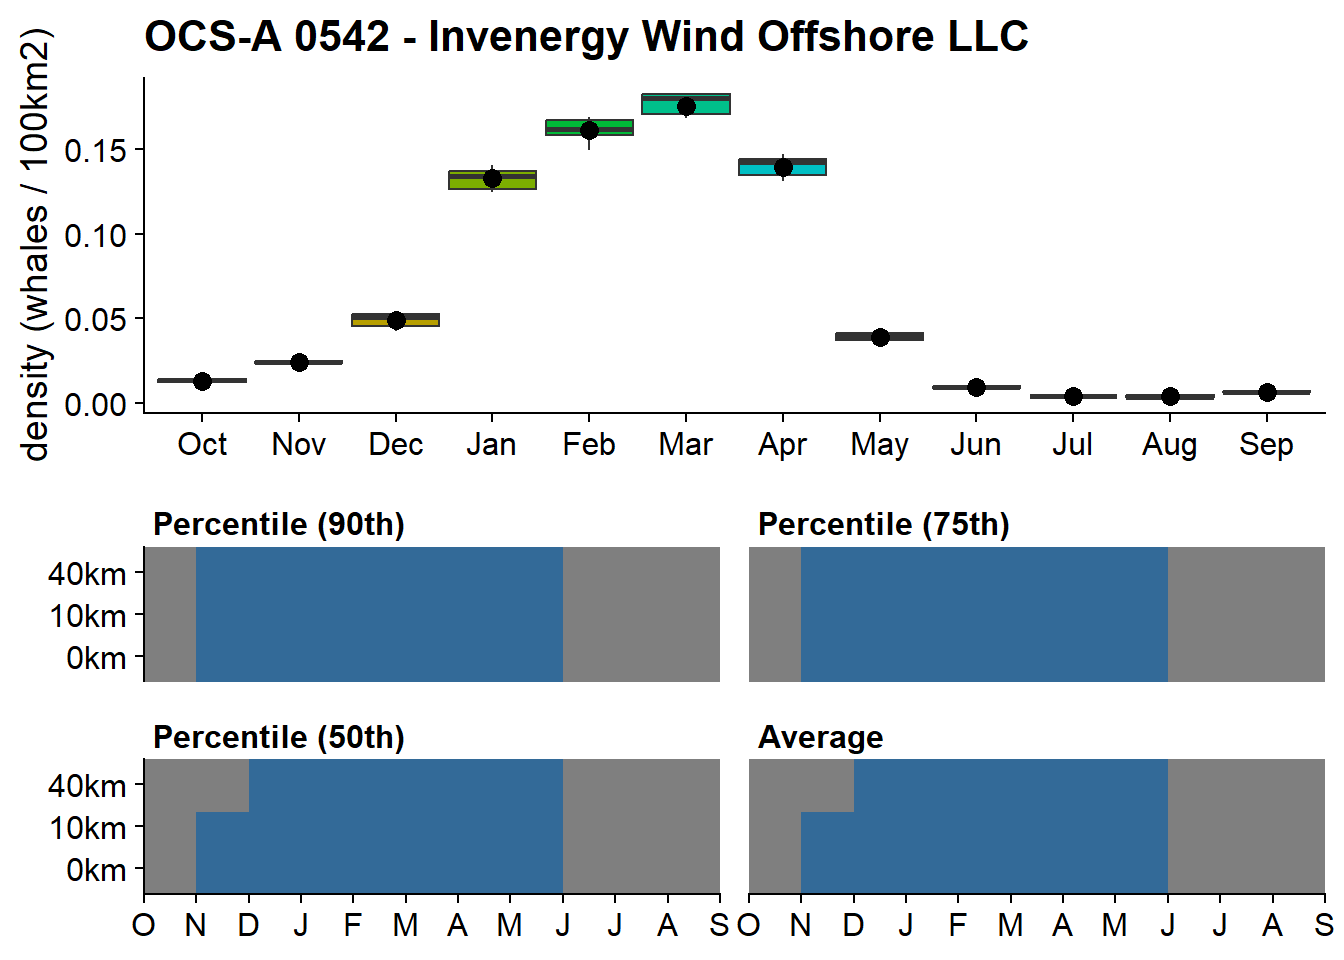 OCS-A 0542 - Invenergy Wind Offshore LLC
density (whales / 100km2)
0.15
0.10
0.05
0.00
Oct Nov Dec Jan Feb Mar Apr May Jun Jul Aug Sep
Percentile (90th) Percentile (75th)
40km
10km
0km
Percentile (50th) Average
40km
10km
0km
O N D J F M A M J J A S O N D J F M A M J J A S